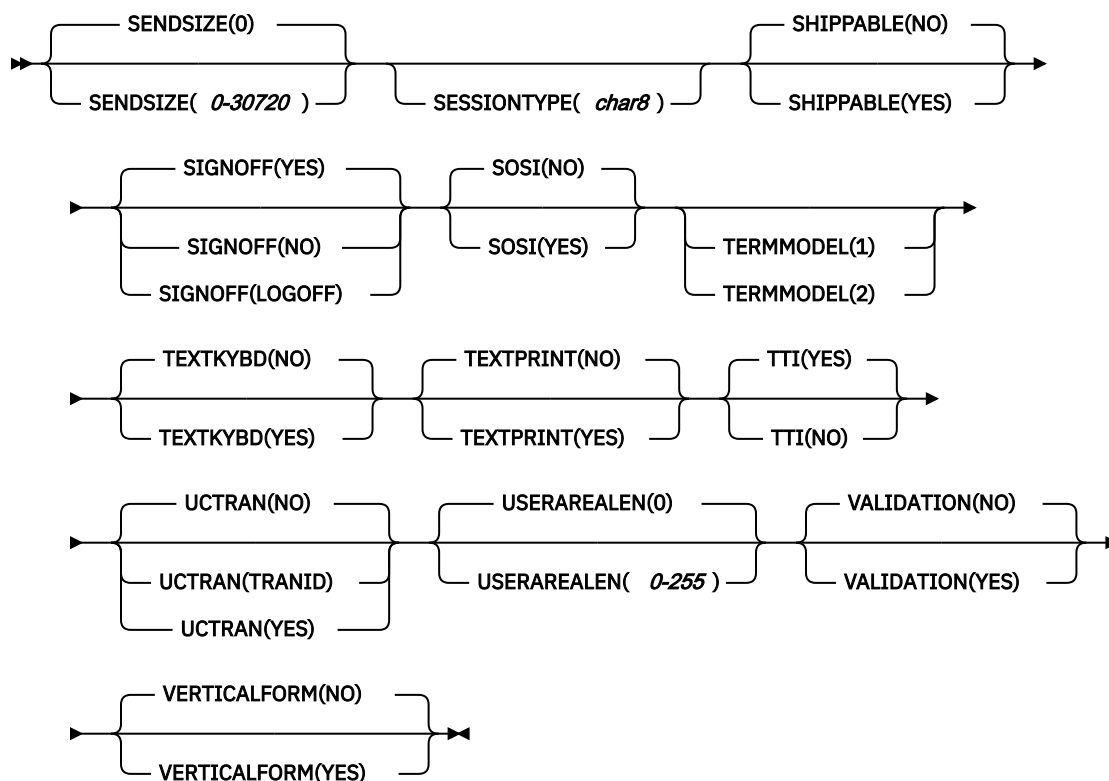 SENDSIZE(0) SHIPPABLE(NO)
SENDSIZE( 0-30720 ) SESSIONTYPE( char8 ) SHIPPABLE(YES)
SIGNOFF(YES) SOSI(NO)
SIGNOFF(NO) SOSI(YES) TERMMODEL(1)
SIGNOFF(LOGOFF) TERMMODEL(2)
TEXTKYBD(NO) TEXTPRINT(NO) TTI(YES)
TEXTKYBD(YES) TEXTPRINT(YES) TTI(NO)
UCTRAN(NO) USERAREALEN(0) VALIDATION(NO)
UCTRAN(TRANID) USERAREALEN( 0-255 ) VALIDATION(YES)
UCTRAN(YES)
VERTICALFORM(NO)
VERTICALFORM(YES)